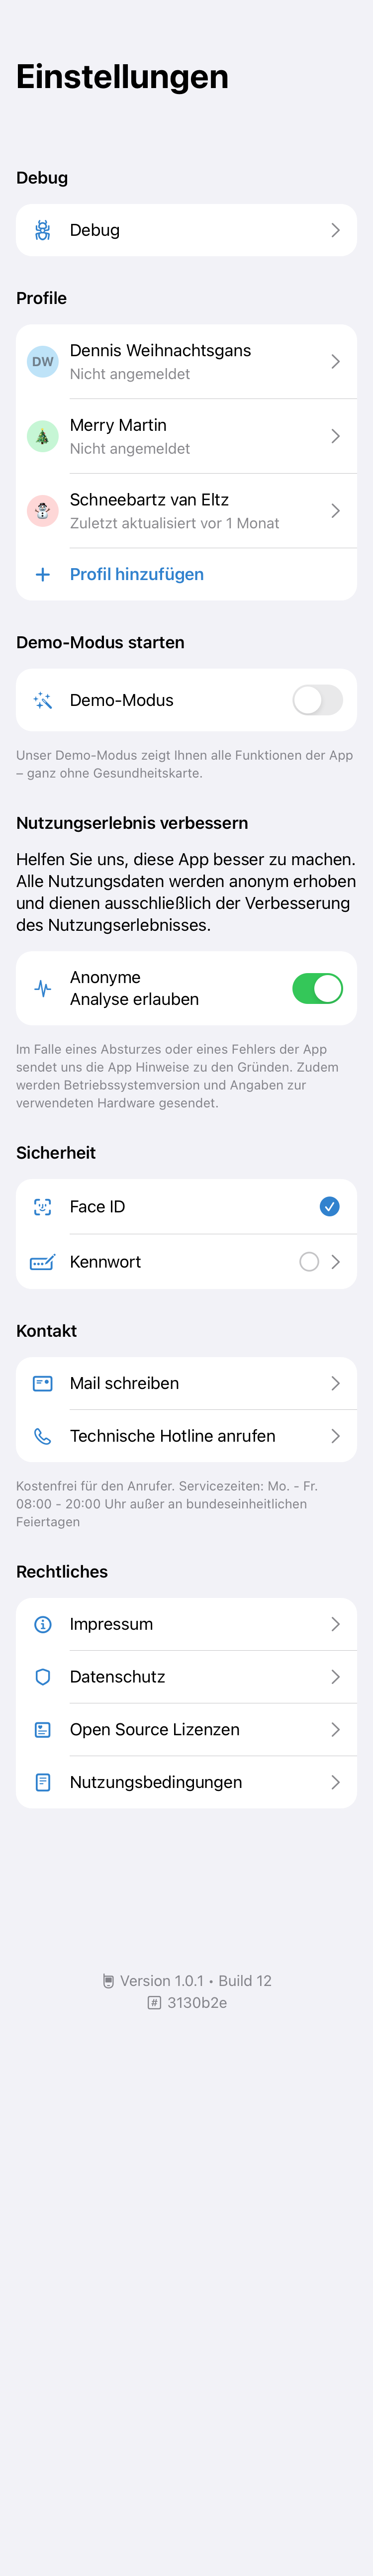 Einstellungen
Debug
Debug
Profile
DW
Dennis Weihnachtsgans
Nicht angemeldet
Merry Martin
Nicht angemeldet
Schneebartz van Eltz
Zuletzt aktualisiert vor 1 Monat
Profil hinzufügen
Demo-Modus starten
Demo-Modus
Unser Demo-Modus zeigt Ihnen alle Funktionen der App
– ganz ohne Gesundheitskarte.
Nutzungserlebnis verbessern
Helfen Sie uns, diese App besser zu machen.
Alle Nutzungsdaten werden anonym erhoben
und dienen ausschließlich der Verbesserung
des Nutzungserlebnisses.
Anonyme
Analyse erlauben
Im Falle eines Absturzes oder eines Fehlers der App
sendet uns die App Hinweise zu den Gründen. Zudem
werden Betriebssystemversion und Angaben zur
verwendeten Hardware gesendet.
Sicherheit
Face ID
Kennwort
Kontakt
Mail schreiben
Technische Hotline anrufen
Kostenfrei für den Anrufer. Servicezeiten: Mo. - Fr.
08:00 - 20:00 Uhr außer an bundeseinheitlichen
Feiertagen
Rechtliches
Impressum
Datenschutz
Open Source Lizenzen
Nutzungsbedingungen
Version 1.0.1 • Build 12
# 3130b2e